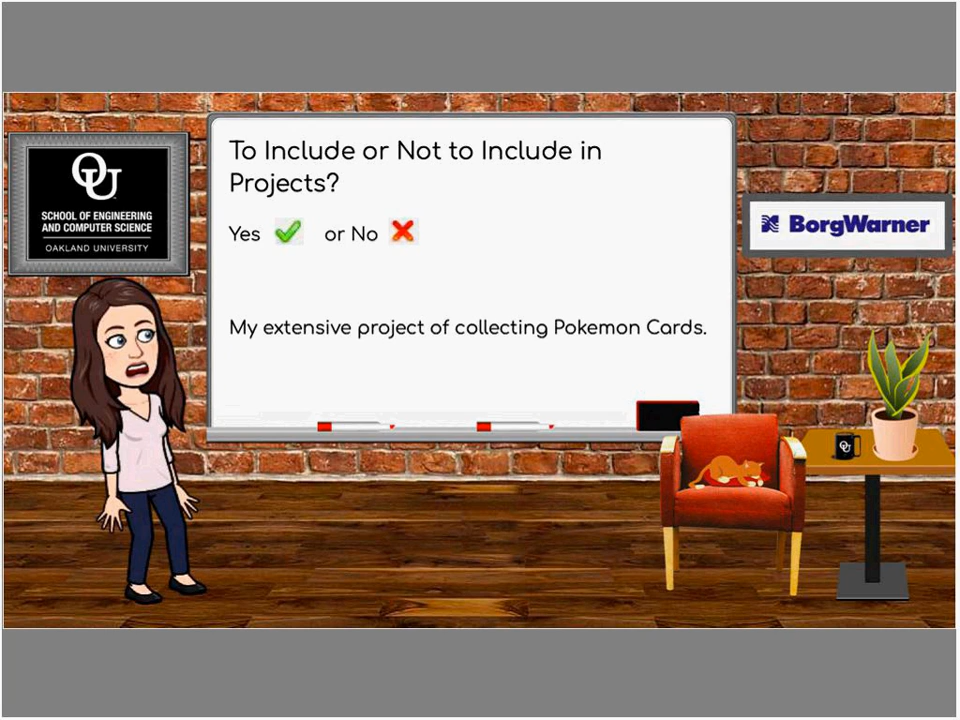 To Include or Not to Include in
Projects?
Yes or No
My extensive project of collecting Pokemon Cards.
OU
SCHOOL OF ENGINEERING
AND COMPUTER SCIENCE
OAKLAND UNIVERSITY
BorgWarner
OU